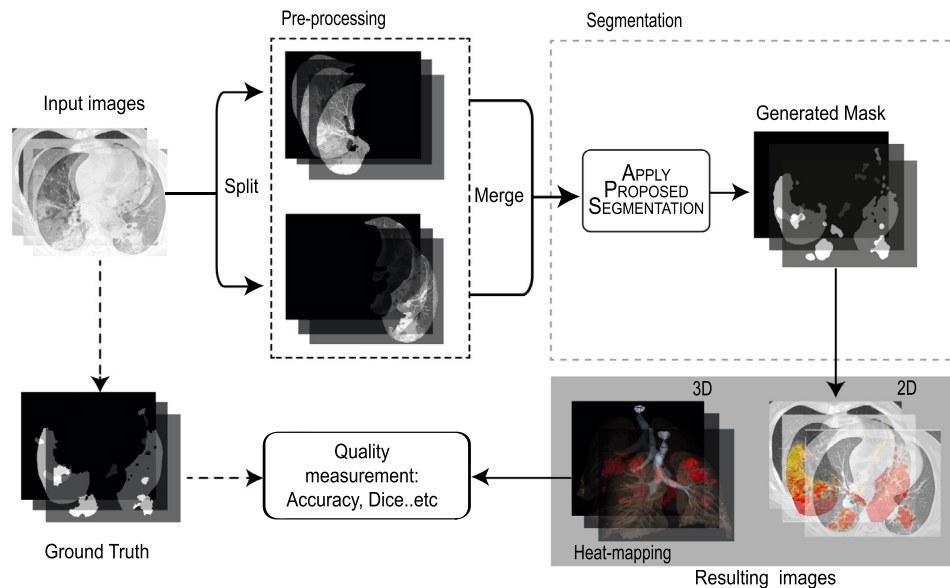 Pre-processing
Segmentation
Input images
Split
Merge
APPLY
PROPOSED
SEGMENTATION
Generated Mask
3D
2D
Quality
measurement:
Accuracy, Dice..etc
Ground Truth
Heat-mapping
Resulting images